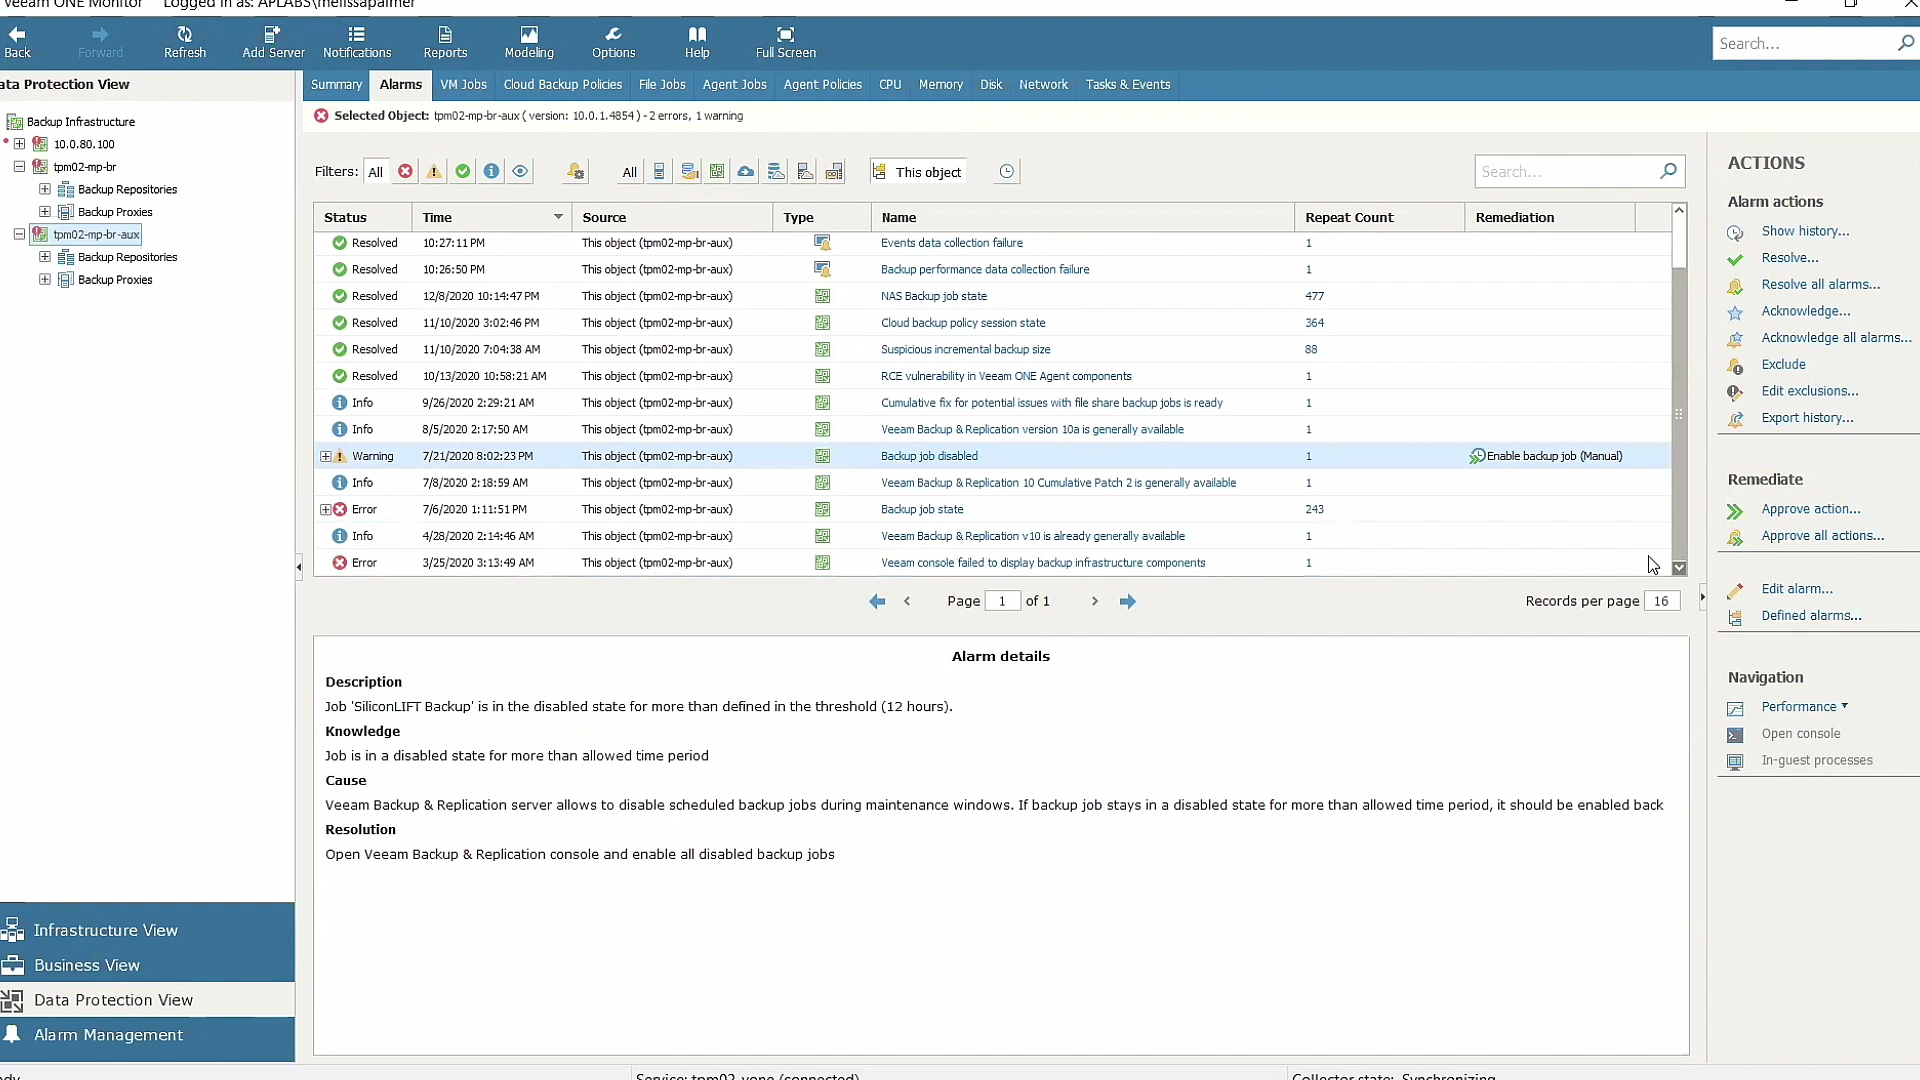 Veeam ONE Monitor Logged in as: APLABS\melissapalmer
Back Forward Refresh Add Server Notifications Reports Modeling Options Help Full Screen
Search...
ata Protection View
Summary Alarms VM Jobs Cloud Backup Policies File Jobs Agent Jobs Agent Policies CPU Memory Disk Network Tasks & Events
Selected Object: tpm02-mp-br-aux ( version: 10.0.1.4854 ) - 2 errors, 1 warning
Backup Infrastructure
10.0.80.100
tpm02-mp-br
Backup Repositories
Backup Proxies
tpm02-mp-br-aux
Backup Repositories
Backup Proxies
Filters: All All This object Search...
Status Time Source Type Name Repeat Count Remediation
Resolved 10:27:11 PM This object (tpm02-mp-br-aux) Events data collection failure 1
Resolved 10:26:50 PM This object (tpm02-mp-br-aux) Backup performance data collection failure 1
Resolved 12/8/2020 10:14:47 PM This object (tpm02-mp-br-aux) NAS Backup job state 477
Resolved 11/10/2020 3:02:46 PM This object (tpm02-mp-br-aux) Cloud backup policy session state 364
Resolved 11/10/2020 7:04:38 AM This object (tpm02-mp-br-aux) Suspicious incremental backup size 88
Resolved 10/13/2020 10:58:21 AM This object (tpm02-mp-br-aux) RCE vulnerability in Veeam ONE Agent components 1
Info 9/26/2020 2:29:21 AM This object (tpm02-mp-br-aux) Cumulative fix for potential issues with file share backup jobs is ready 1
Info 8/5/2020 2:17:50 AM This object (tpm02-mp-br-aux) Veeam Backup & Replication version 10a is generally available 1
Warning 7/21/2020 8:02:23 PM This object (tpm02-mp-br-aux) Backup job disabled 1 Enable backup job (Manual)
Info 7/8/2020 2:18:59 AM This object (tpm02-mp-br-aux) Veeam Backup & Replication 10 Cumulative Patch 2 is generally available 1
Error 7/6/2020 1:11:51 PM This object (tpm02-mp-br-aux) Backup job state 243
Info 4/28/2020 2:14:46 AM This object (tpm02-mp-br-aux) Veeam Backup & Replication v10 is already generally available 1
Error 3/25/2020 3:13:49 AM This object (tpm02-mp-br-aux) Veeam console failed to display backup infrastructure components 1
Page 1 of 1 Records per page 16
Alarm details
Description
Job 'SiliconLIFT Backup' is in the disabled state for more than defined in the threshold (12 hours).
Knowledge
Job is in a disabled state for more than allowed time period
Cause
Veeam Backup & Replication server allows to disable scheduled backup jobs during maintenance windows. If backup job stays in a disabled state for more than allowed time period, it should be enabled back
Resolution
Open Veeam Backup & Replication console and enable all disabled backup jobs
ACTIONS
Alarm actions
Show history...
Resolve...
Resolve all alarms...
Acknowledge...
Acknowledge all alarms...
Exclude
Edit exclusions...
Export history...
Remediate
Approve action...
Approve all actions...
Edit alarm...
Defined alarms...
Navigation
Performance
Open console
In-guest processes
Infrastructure View
Business View
Data Protection View
Alarm Management
Service: tpm02-vone (connected) Collector state: Synchronizing